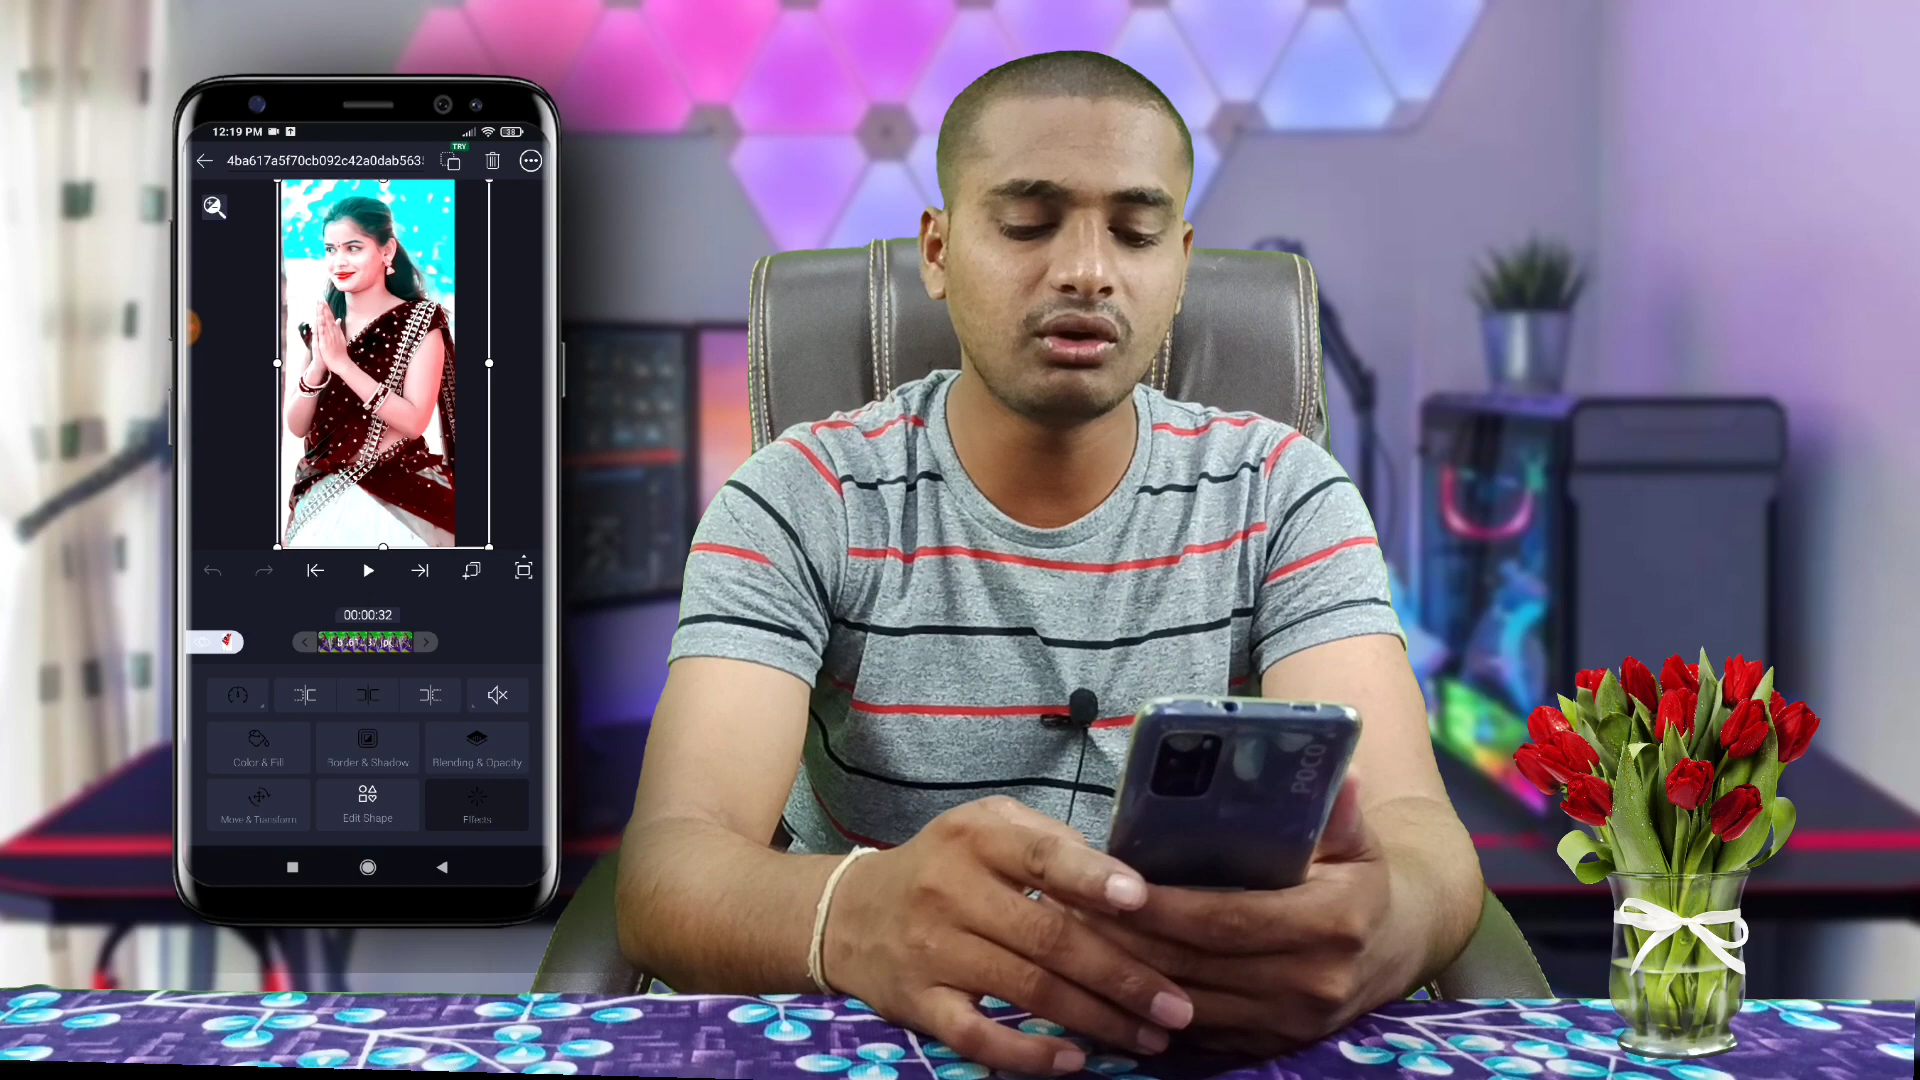 12:19 PM
38
TRY
4ba617a5f70cb092c42a0dab563
00:00:32
Color & Fill
Border & Shadow
Blending & Opacity
Move & Transform
Edit Shape
Effects
POCO